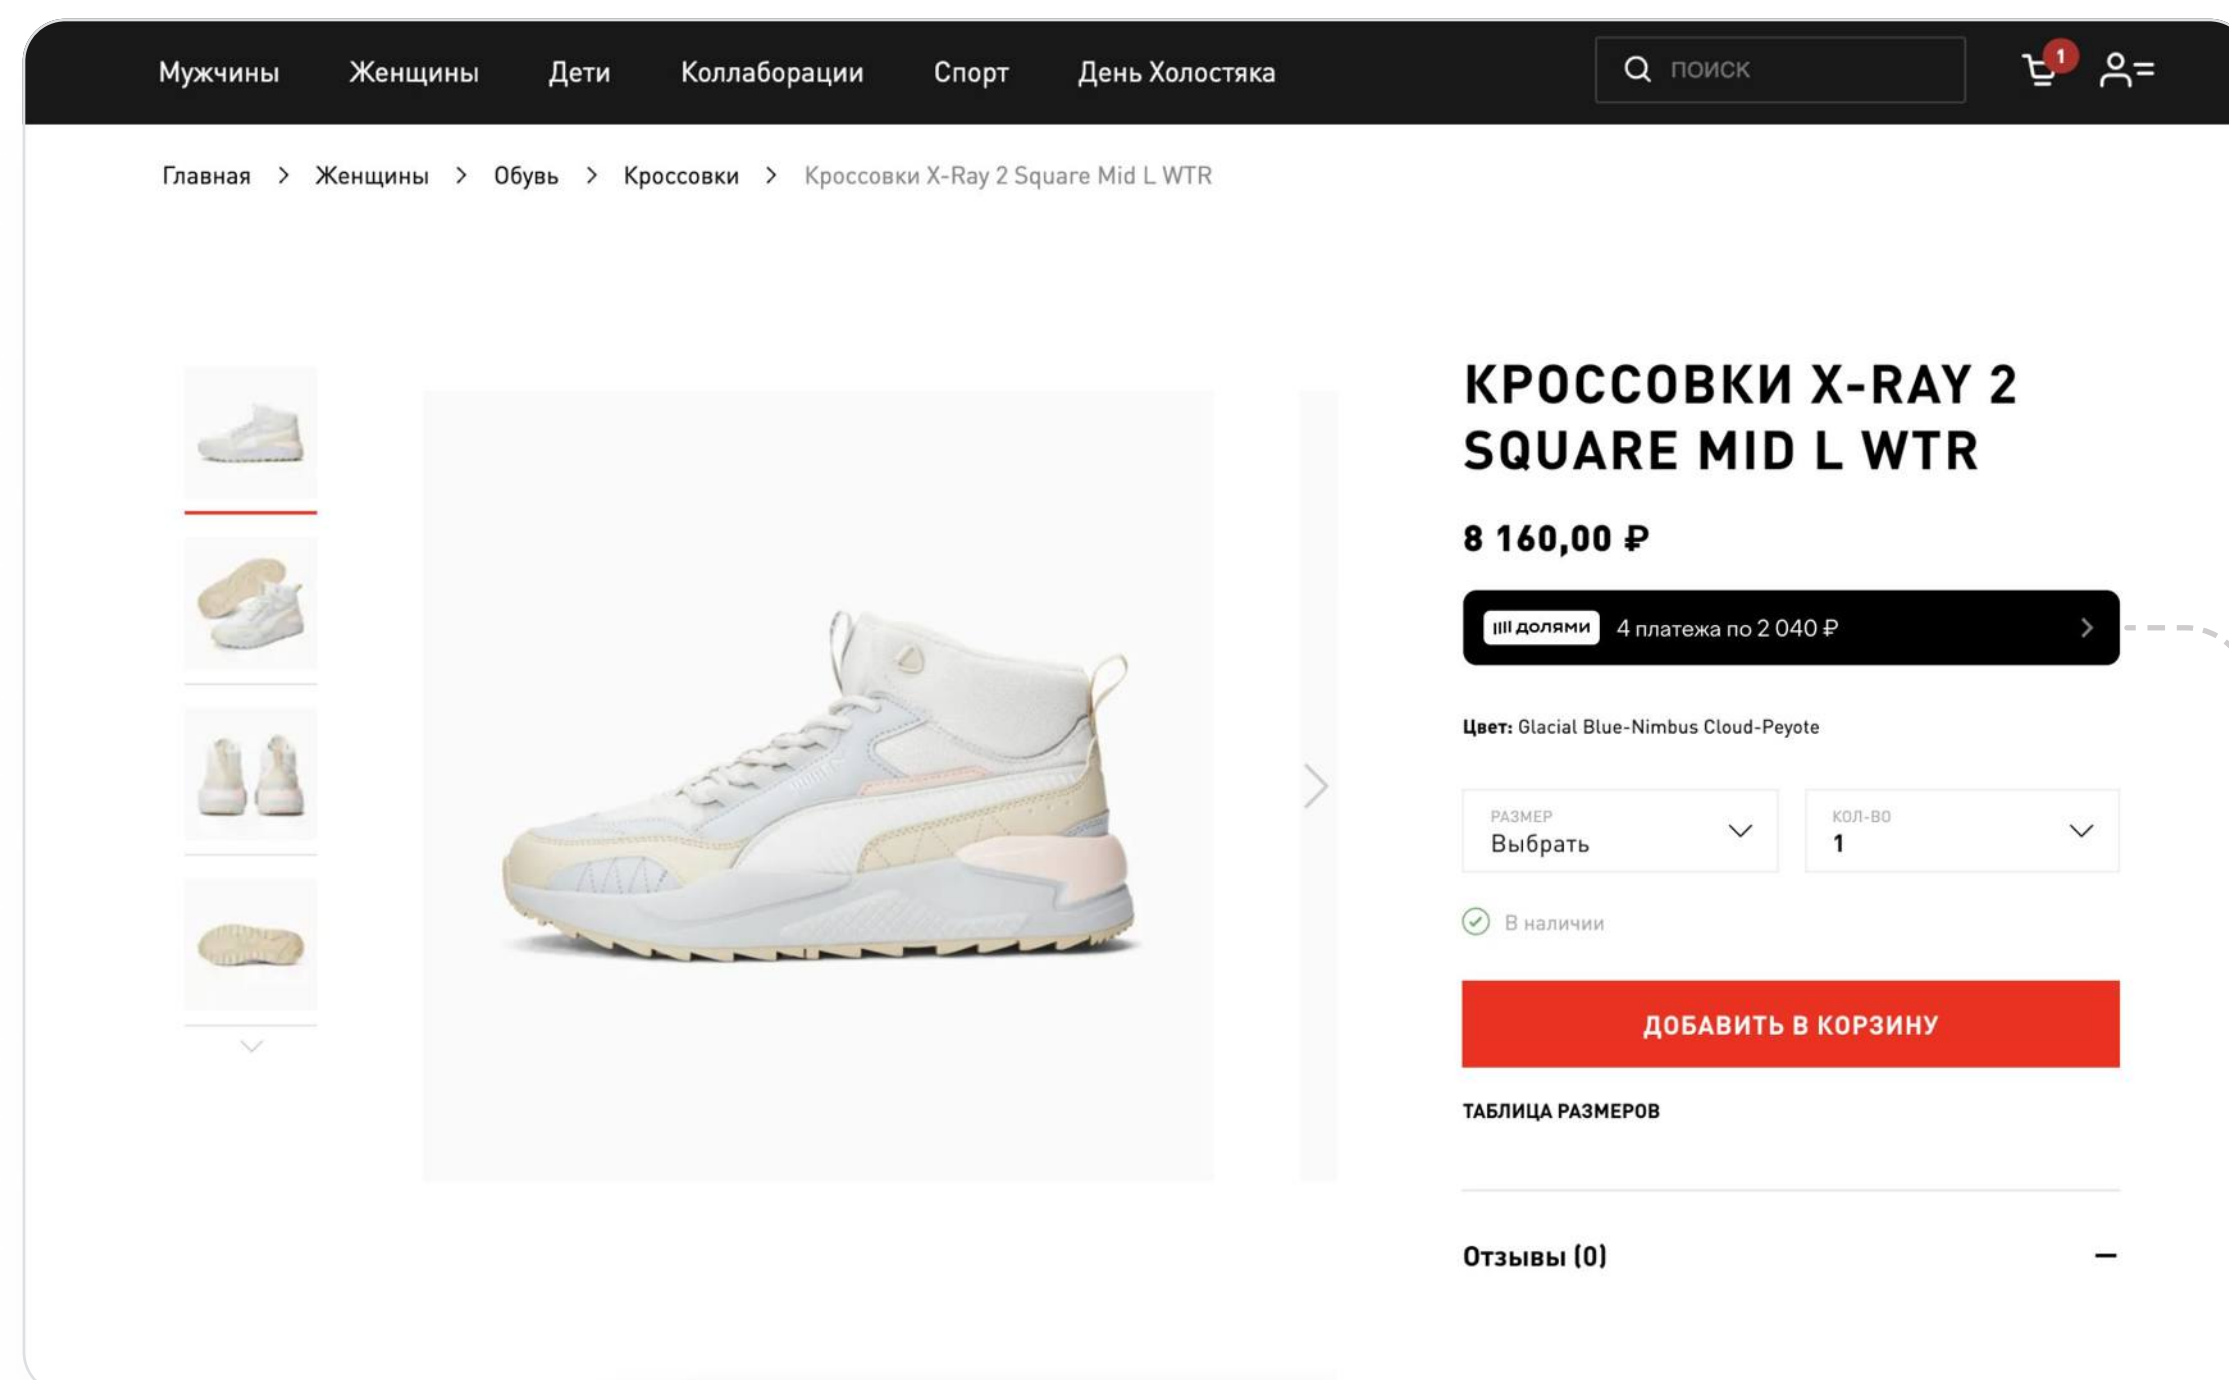 Мужчины Женщины Дети Коллаборации Спорт День Холостяка ПОИСК 1
Главная > Женщины > Обувь > Кроссовки > Кроссовки X-Ray 2 Square Mid L WTR
КРОССОВКИ X-RAY 2
SQUARE MID L WTR
8 160,00 ₽
долями 4 платежа по 2 040 ₽
Цвет: Glacial Blue-Nimbus Cloud-Peyote
РАЗМЕР КОЛ-ВО
Выбрать 1
В наличии
ДОБАВИТЬ В КОРЗИНУ
ТАБЛИЦА РАЗМЕРОВ
Отзывы (0)